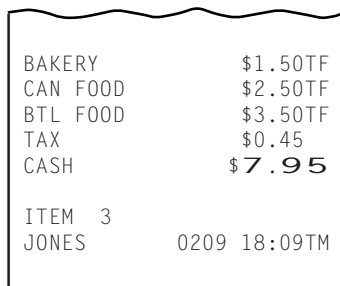 BAKERY $1.50TF
CAN FOOD $2.50TF
BTL FOOD $3.50TF
TAX $0.45
CASH $7.95
ITEM 3
JONES 0209 18:09TM